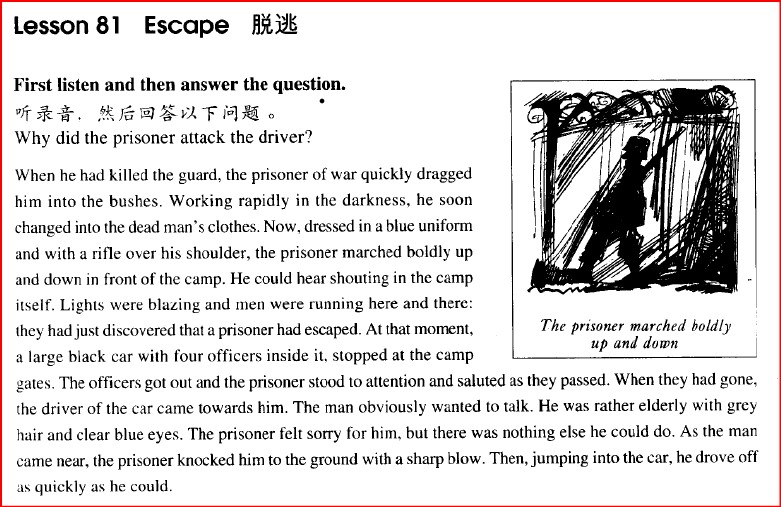 Lesson 81 Escape 脱逃
First listen and then answer the question.
听录音，然后回答以下问题。
Why did the prisoner attack the driver?
When he had killed the guard, the prisoner of war quickly dragged
him into the bushes. Working rapidly in the darkness, he soon
changed into the dead man's clothes. Now, dressed in a blue uniform
and with a rifle over his shoulder, the prisoner marched boldly up
and down in front of the camp. He could hear shouting in the camp
itself. Lights were blazing and men were running here and there:
they had just discovered that a prisoner had escaped. At that moment,
a large black car with four officers inside it, stopped at the camp
gates. The officers got out and the prisoner stood to attention and saluted as they passed. When they had gone,
the driver of the car came towards him. The man obviously wanted to talk. He was rather elderly with grey
hair and clear blue eyes. The prisoner felt sorry for him, but there was nothing else he could do. As the man
came near, the prisoner knocked him to the ground with a sharp blow. Then, jumping into the car, he drove off
as quickly as he could.
The prisoner marched boldly
up and down